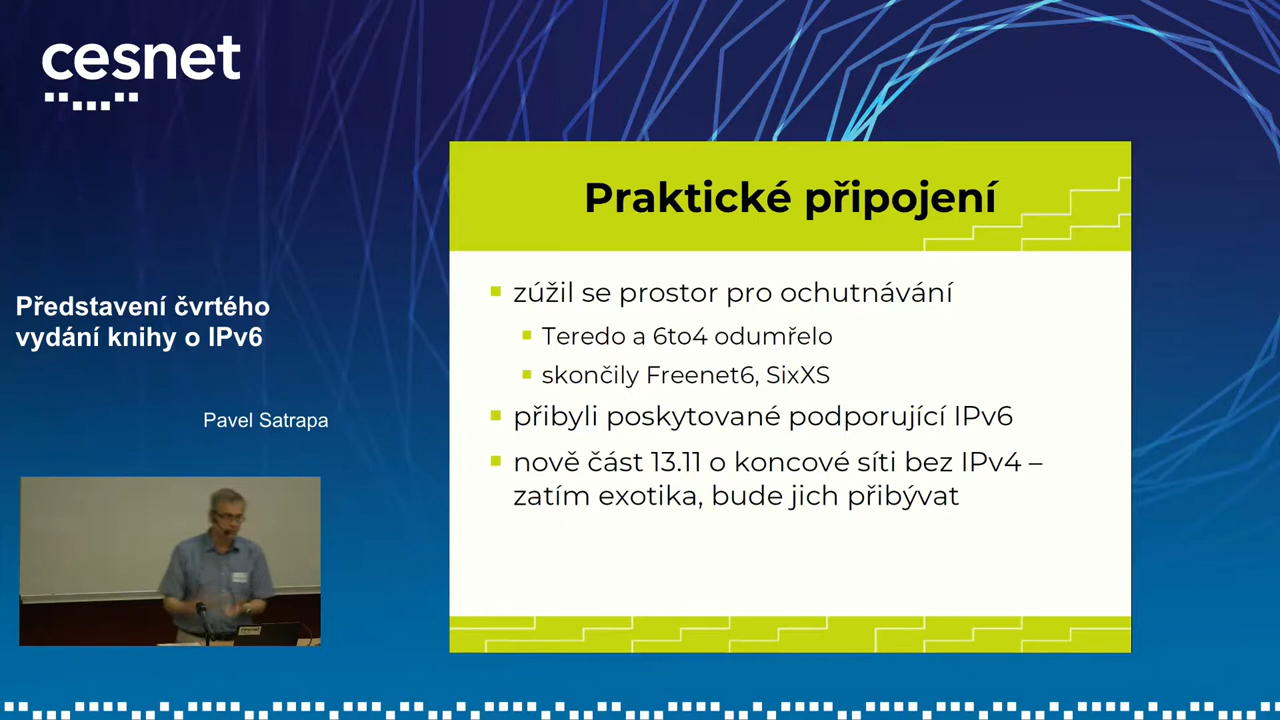 cesnet
Představení čtvrtého
vydání knihy o IPv6
Pavel Satrapa
Praktické připojení
zúžil se prostor pro ochutnávání
Teredo a 6to4 odumřelo
skončily Freenet6, SixXS
přibyli poskytované podporující IPv6
nově část 13.11 o koncové síti bez IPv4 –
zatím exotika, bude jich přibývat